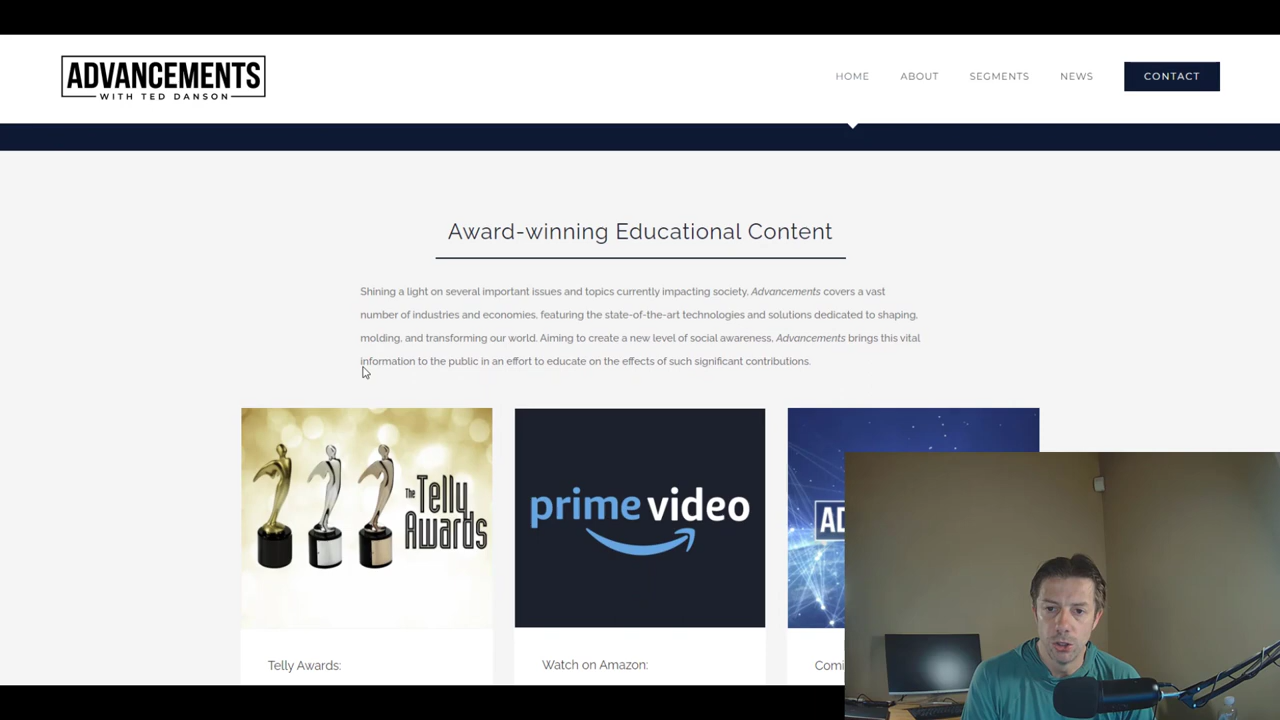 ADVANCEMENTS
WITH TED DANSON
HOME
ABOUT
SEGMENTS
NEWS
CONTACT
Award-winning Educational Content
Shining a light on several important issues and topics currently impacting society, Advancements covers a vast
number of industries and economies, featuring the state-of-the-art technologies and solutions dedicated to shaping,
molding, and transforming our world. Aiming to create a new level of social awareness, Advancements brings this vital
information to the public in an effort to educate on the effects of such significant contributions.
The Telly
Awards
prime video
AD
Telly Awards:
Watch on Amazon:
Comi